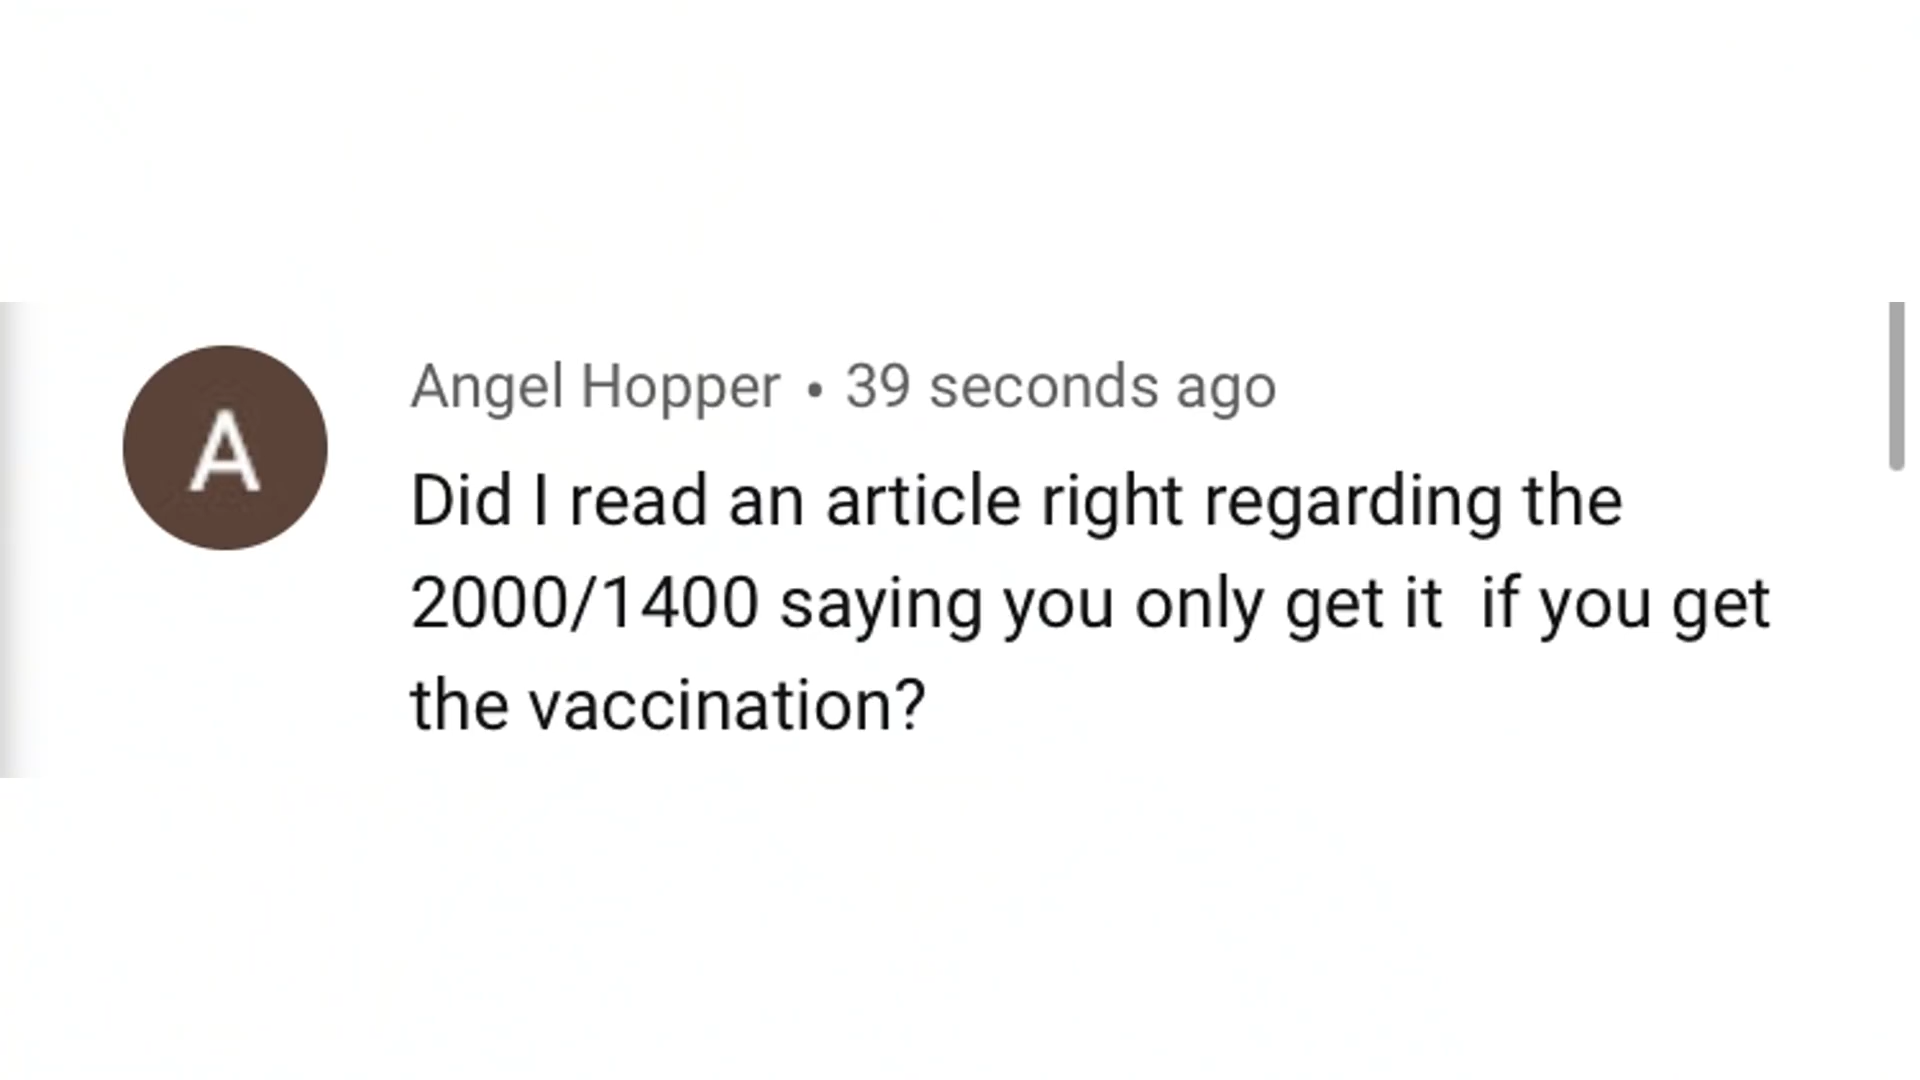 A
Angel Hopper • 39 seconds ago
Did I read an article right regarding the
2000/1400 saying you only get it  if you get
the vaccination?